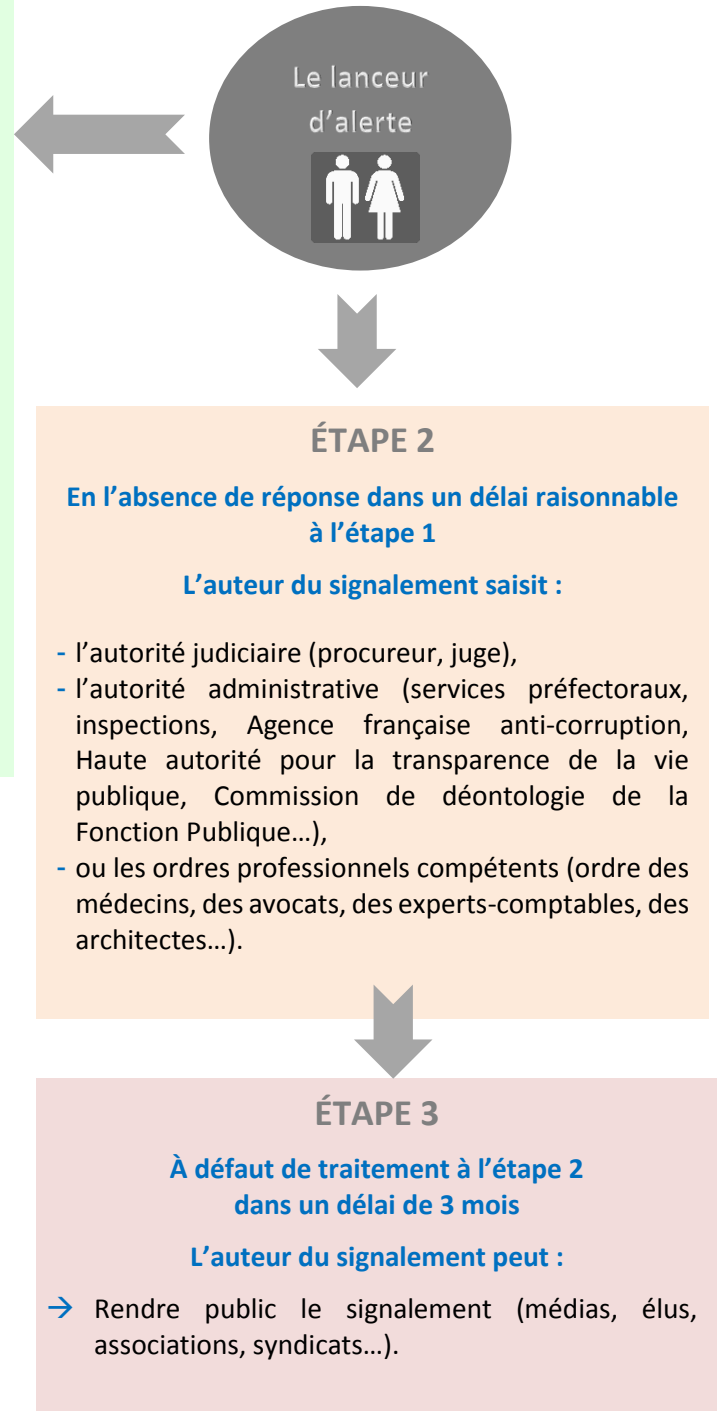 Le lanceur
d'alerte
ÉTAPE 2
En l'absence de réponse dans un délai raisonnable
à l'étape 1
L'auteur du signalement saisit :
- l'autorité judiciaire (procureur, juge),
- l'autorité administrative (services préfectoraux,
inspections, Agence française anti-corruption,
Haute autorité pour la transparence de la vie
publique, Commission de déontologie de la
Fonction Publique…),
- ou les ordres professionnels compétents (ordre des
médecins, des avocats, des experts-comptables, des
architectes…).
ÉTAPE 3
À défaut de traitement à l'étape 2
dans un délai de 3 mois
L'auteur du signalement peut :
→ Rendre public le signalement (médias, élus,
associations, syndicats…).